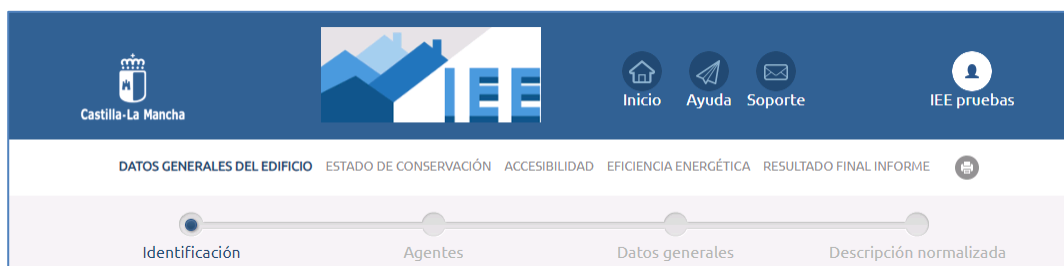 IEE
Inicio Ayuda Soporte
IEE pruebas
Castilla-La Mancha
DATOS GENERALES DEL EDIFICIO ESTADO DE CONSERVACIÓN ACCESIBILIDAD EFICIENCIA ENERGÉTICA RESULTADO FINAL INFORME
Identificación Agentes Datos generales Descripción normalizada